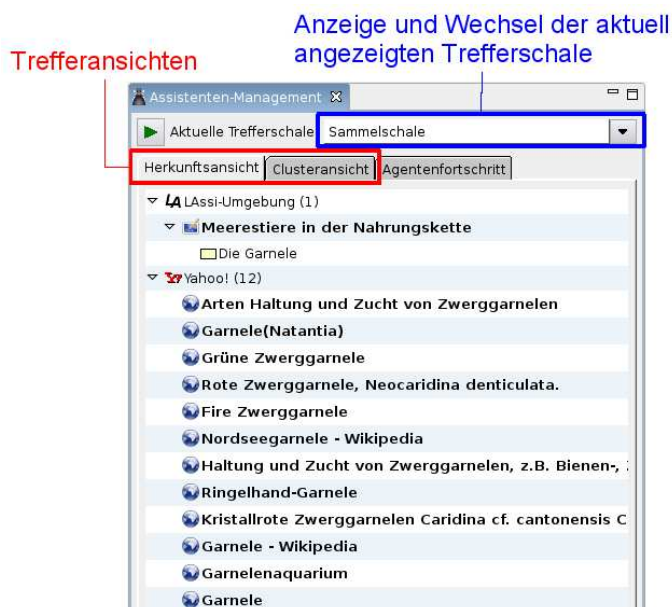 Anzeige und Wechsel der aktuell
angezeigten Trefferschale
Trefferansichten
Assistenten-Management
Aktuelle Trefferschale Sammelschale
Herkunftsansicht Clusteransicht Agentenfortschritt
LA LAssi-Umgebung (1)
Meerestiere in der Nahrungskette
Die Garnele
Y? Yahoo! (12)
Arten Haltung und Zucht von Zwerggarnelen
Garnele(Natantia)
Grüne Zwerggarnele
Rote Zwerggarnele, Neocaridina denticulata.
Fire Zwerggarnele
Nordseegarnele - Wikipedia
Haltung und Zucht von Zwerggarnelen, z.B. Bienen-,
Ringelhand-Garnele
Kristallrote Zwerggarnelen Caridina cf. cantonensis C
Garnele - Wikipedia
Garnelenaquarium
Garnele